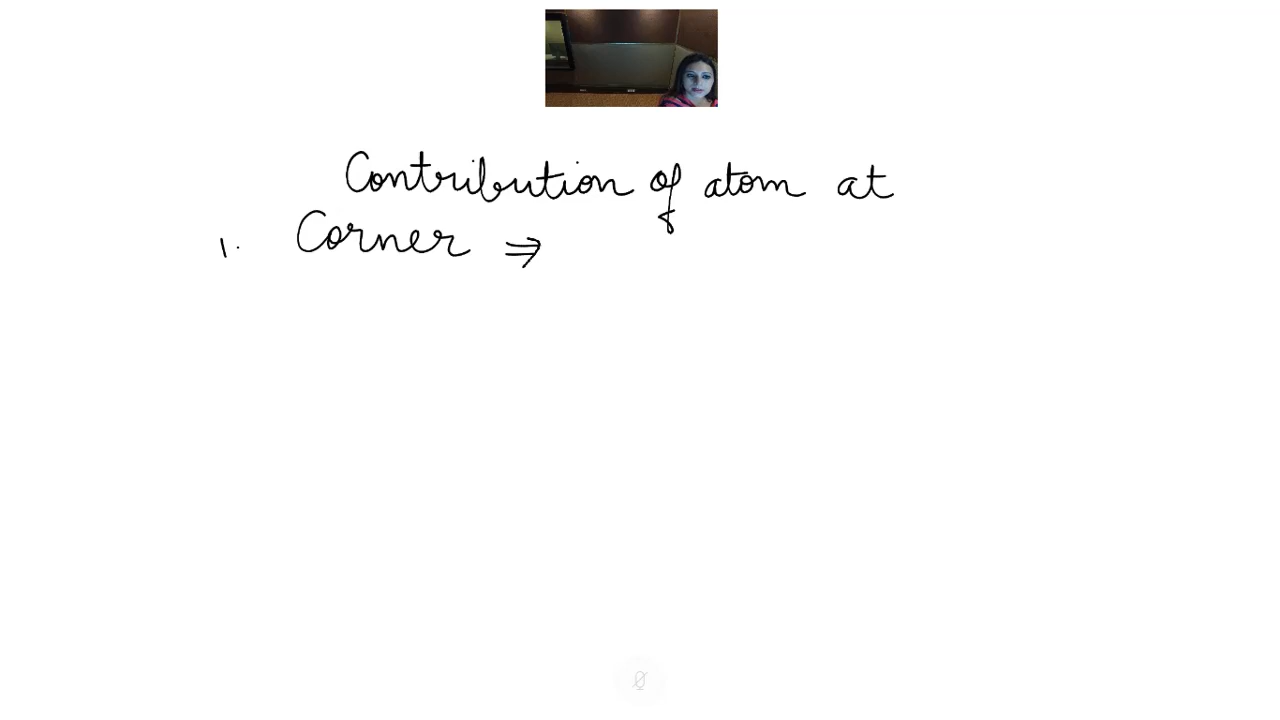 Contribution of atom at
1. Corner ⇒